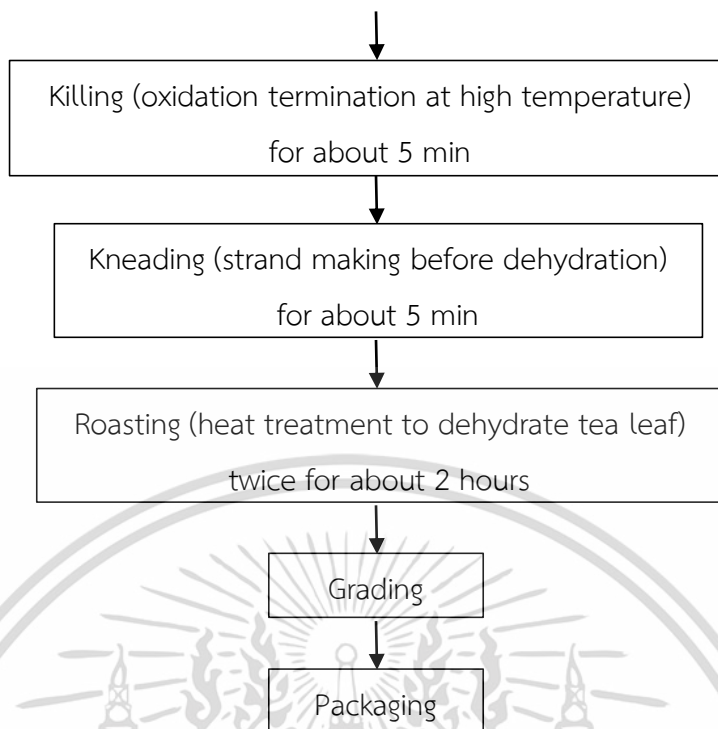 Killing (oxidation termination at high temperature)
for about 5 min
Kneading (strand making before dehydration)
for about 5 min
Roasting (heat treatment to dehydrate tea leaf)
twice for about 2 hours
Grading
Packaging